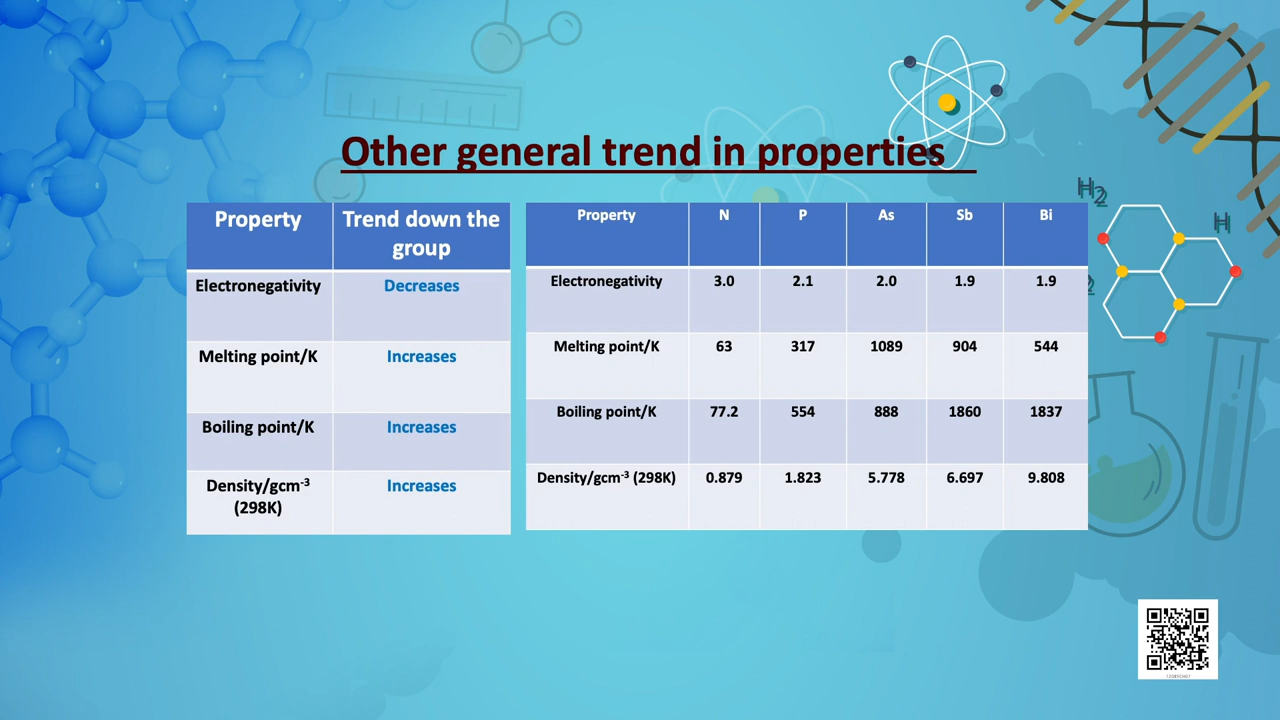 Other general trend in properties
Property Trend down the
group
Electronegativity Decreases
Melting point/K Increases
Boiling point/K Increases
Density/gcm-3 Increases
(298K)
Property N P As Sb Bi
Electronegativity 3.0 2.1 2.0 1.9 1.9
Melting point/K 63 317 1089 904 544
Boiling point/K 77.2 554 888 1860 1837
Density/gcm-3 (298K) 0.879 1.823 5.778 6.697 9.808
H2
H
2